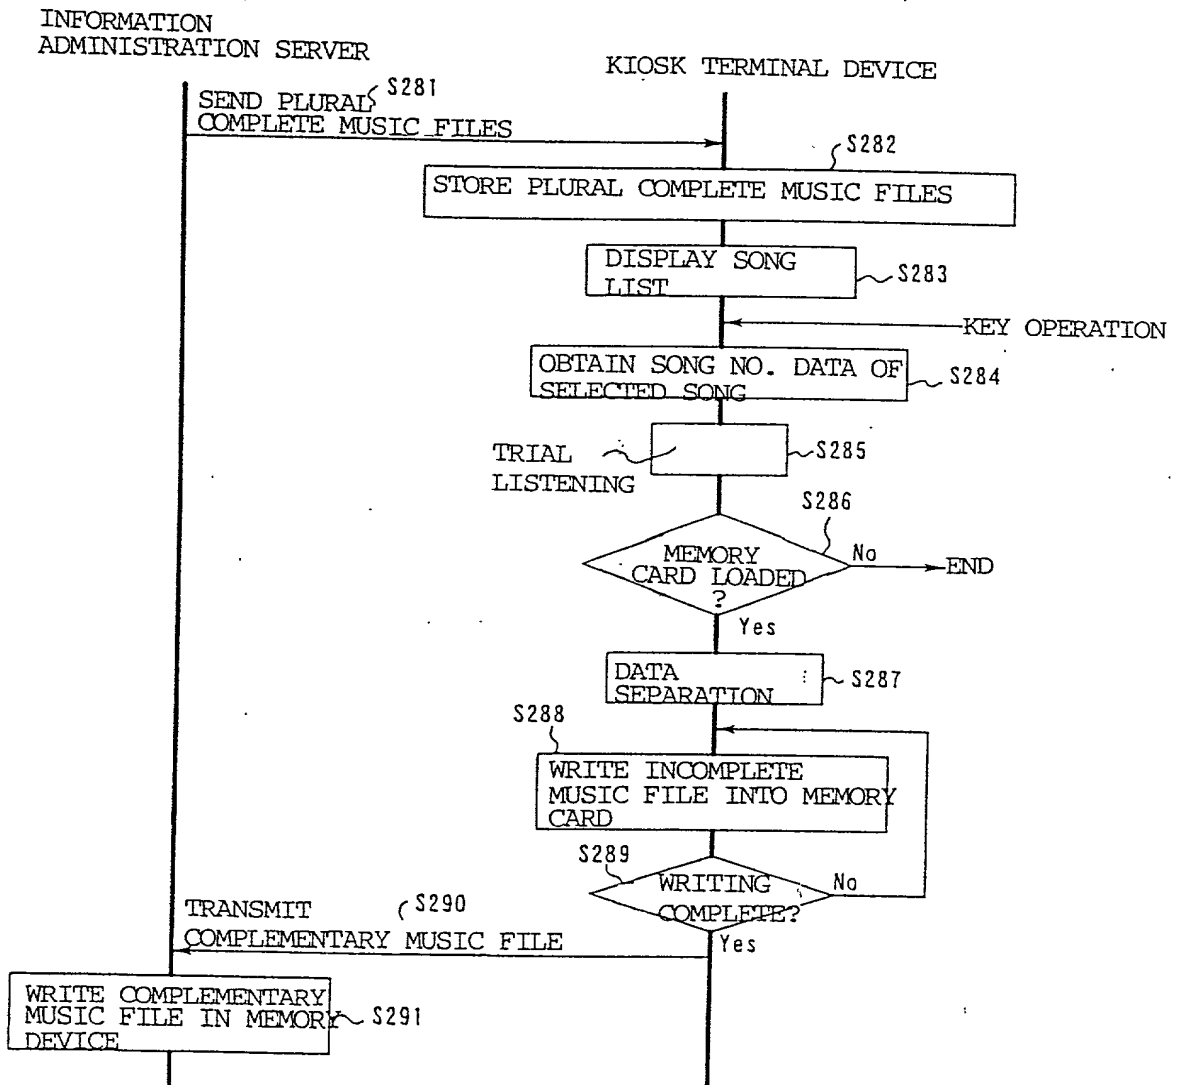 INFORMATION
ADMINISTRATION SERVER
KIOSK TERMINAL DEVICE
S281
SEND PLURAL
COMPLETE MUSIC FILES
S282
STORE PLURAL COMPLETE MUSIC FILES
DISPLAY SONG
LIST
S283
KEY OPERATION
OBTAIN SONG NO. DATA OF
SELECTED SONG
S284
TRIAL
LISTENING
S285
S286
MEMORY
CARD LOADED
?
No
END
Yes
DATA
SEPARATION
S287
S288
WRITE INCOMPLETE
MUSIC FILE INTO MEMORY
CARD
S289
WRITING
COMPLETE?
No
Yes
TRANSMIT
S290
COMPLEMENTARY MUSIC FILE
WRITE COMPLEMENTARY
MUSIC FILE IN MEMORY
DEVICE
S291